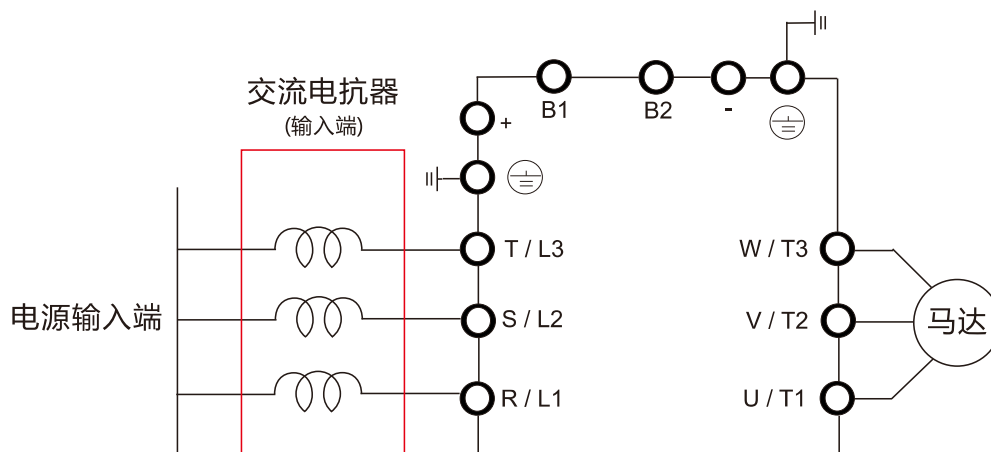 交流电抗器
(输入端)
B1
B2
-
+
T / L3
W / T3
电源输入端
S / L2
V / T2
马达
R / L1
U / T1